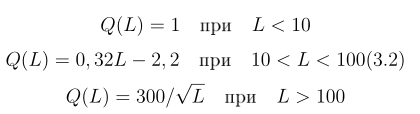 Q(L) = 1 при L < 10
Q(L) = 0,32L − 2,2 при 10 < L < 100(3.2)
Q(L) = 300/√L при L > 100